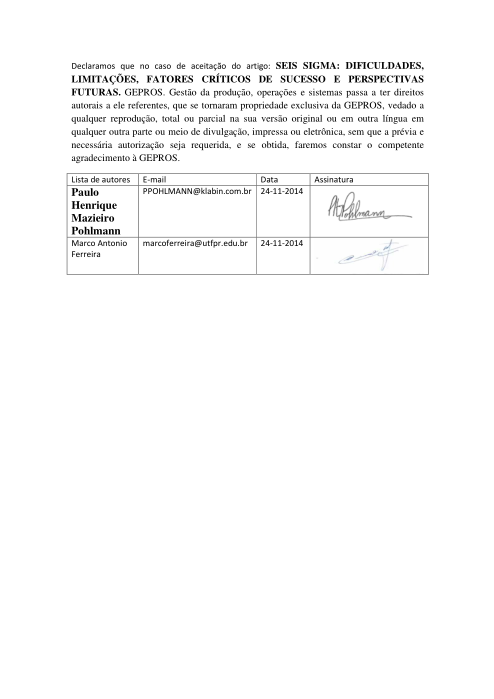 Declaramos que no caso de aceitação do artigo: SEIS SIGMA: DIFICULDADES,
LIMITAÇÕES, FATORES CRÍTICOS DE SUCESSO E PERSPECTIVAS
FUTURAS. GEPROS. Gestão da produção, operações e sistemas passa a ter direitos
autorais a ele referentes, que se tornaram propriedade exclusiva da GEPROS, vedado a
qualquer reprodução, total ou parcial na sua versão original ou em outra língua em
qualquer outra parte ou meio de divulgação, impressa ou eletrônica, sem que a prévia e
necessária autorização seja requerida, e se obtida, faremos constar o competente
agradecimento à GEPROS.
Lista de autores E-mail Data Assinatura
Paulo PPOHLMANN@klabin.com.br 24-11-2014
Henrique
Mazieiro
Pohlmann
Pohlmann
Marco Antonio marcoferreira@utfpr.edu.br 24-11-2014
Ferreira